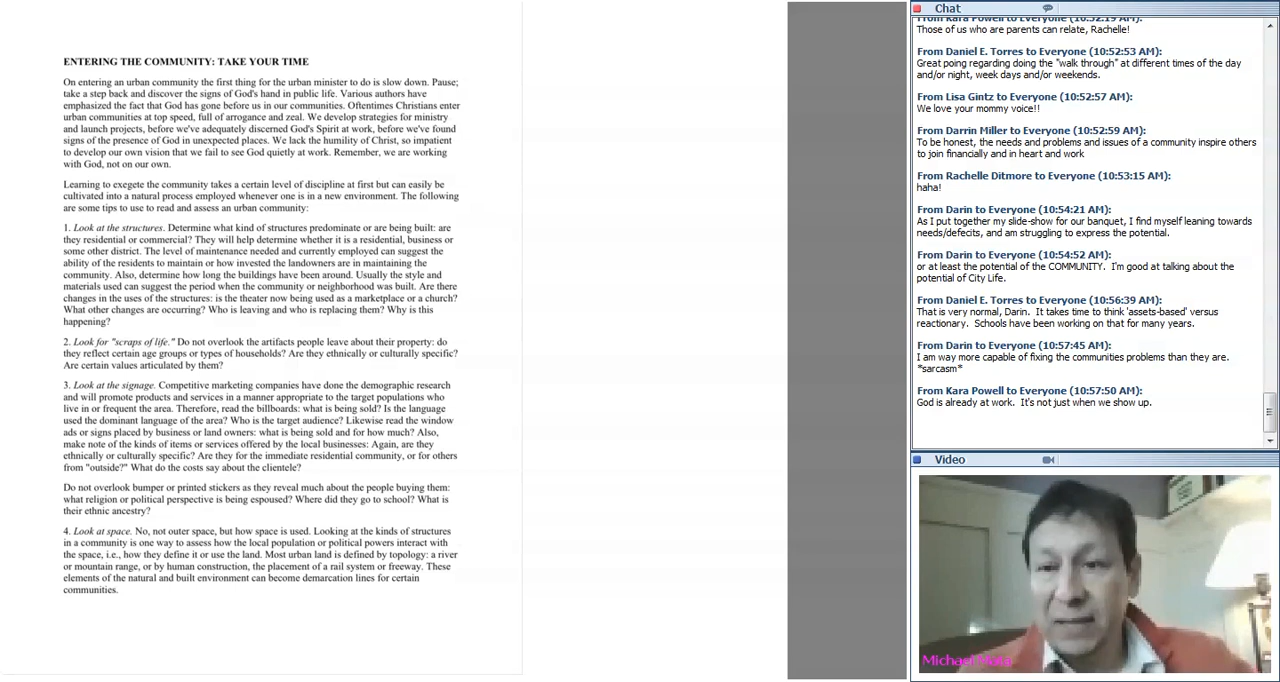 ENTERING THE COMMUNITY: TAKE YOUR TIME
On entering an urban community the first thing for the urban minister to do is slow down. Pause;
take a step back and discover the signs of God's hand in public life. Various authors have
emphasized the fact that God has gone before us in our communities. Oftentimes Christians enter
urban communities at top speed, full of arrogance and zeal. We develop strategies for ministry
and launch projects, before we've adequately discerned God's Spirit at work, before we've found
signs of the presence of God in unexpected places. We lack the humility of Christ, so impatient
to develop our own vision that we fail to see God quietly at work. Remember, we are working
with God, not on our own.
Learning to exegete the community takes a certain level of discipline at first but can easily be
cultivated into a natural process employed whenever one is in a new environment. The following
are some tips to use to read and assess an urban community:
1. Look at the structures. Determine what kind of structures predominate or are being built: are
they residential or commercial? They will help determine whether it is a residential, business or
some other district. The level of maintenance needed and currently employed can suggest the
ability of the residents to maintain or how invested the landowners are in maintaining the
community. Also, determine how long the buildings have been around. Usually the style and
materials used can suggest the period when the community or neighborhood was built. Are there
changes in the uses of the structures: is the theater now being used as a marketplace or a church?
What other changes are occurring? Who is leaving and who is replacing them? Why is this
happening?
2. Look for "scraps of life." Do not overlook the artifacts people leave about their property: do
they reflect certain age groups or types of households? Are they ethnically or culturally specific?
Are certain values articulated by them?
3. Look at the signage. Competitive marketing companies have done the demographic research
and will promote products and services in a manner appropriate to the target populations who
live in or frequent the area. Therefore, read the billboards: what is being sold? Is the language
used the dominant language of the area? Who is the target audience? Likewise read the window
ads or signs placed by business or land owners: what is being sold and for how much? Also,
make note of the kinds of items or services offered by the local businesses: Again, are they
ethnically or culturally specific? Are they for the immediate residential community, or for others
from "outside?" What do the costs say about the clientele?
Do not overlook bumper or printed stickers as they reveal much about the people buying them:
what religion or political perspective is being espoused? Where did they go to school? What is
their ethnic ancestry?
4. Look at space. No, not outer space, but how space is used. Looking at the kinds of structures
in a community is one way to assess how the local population or political powers interact with
the space, i.e., how they define it or use the land. Most urban land is defined by topology: a river
or mountain range, or by human construction, the placement of a rail system or freeway. These
elements of the natural and built environment can become demarcation lines for certain
communities.
Chat
From Kara Powell to Everyone (10:52:19 AM):
Those of us who are parents can relate, Rachelle!
From Daniel E. Torres to Everyone (10:52:53 AM):
Great poing regarding doing the "walk through" at different times of the day
and/or night, week days and/or weekends.
From Lisa Gintz to Everyone (10:52:57 AM):
We love your mommy voice!!
From Darrin Miller to Everyone (10:52:59 AM):
To be honest, the needs and problems and issues of a community inspire others
to join financially and in heart and work
From Rachelle Ditmore to Everyone (10:53:15 AM):
haha!
From Darin to Everyone (10:54:21 AM):
As I put together my slide-show for our banquet, I find myself leaning towards
needs/defecits, and am struggling to express the potential.
From Darin to Everyone (10:54:52 AM):
or at least the potential of the COMMUNITY.  I'm good at talking about the
potential of City Life.
From Daniel E. Torres to Everyone (10:56:39 AM):
That is very normal, Darin.  It takes time to think 'assets-based' versus
reactionary.  Schools have been working on that for many years.
From Darin to Everyone (10:57:45 AM):
I am way more capable of fixing the communities problems than they are.
*sarcasm*
From Kara Powell to Everyone (10:57:50 AM):
God is already at work.  It's not just when we show up.
Video
Michael